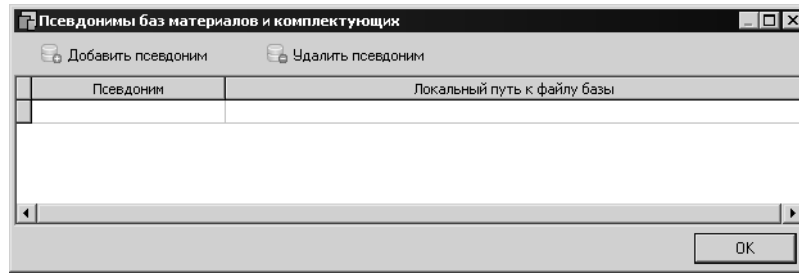 Псевдонимы баз материалов и комплектующих
Добавить псевдоним Удалить псевдоним
Псевдоним Локальный путь к файлу базы
OK